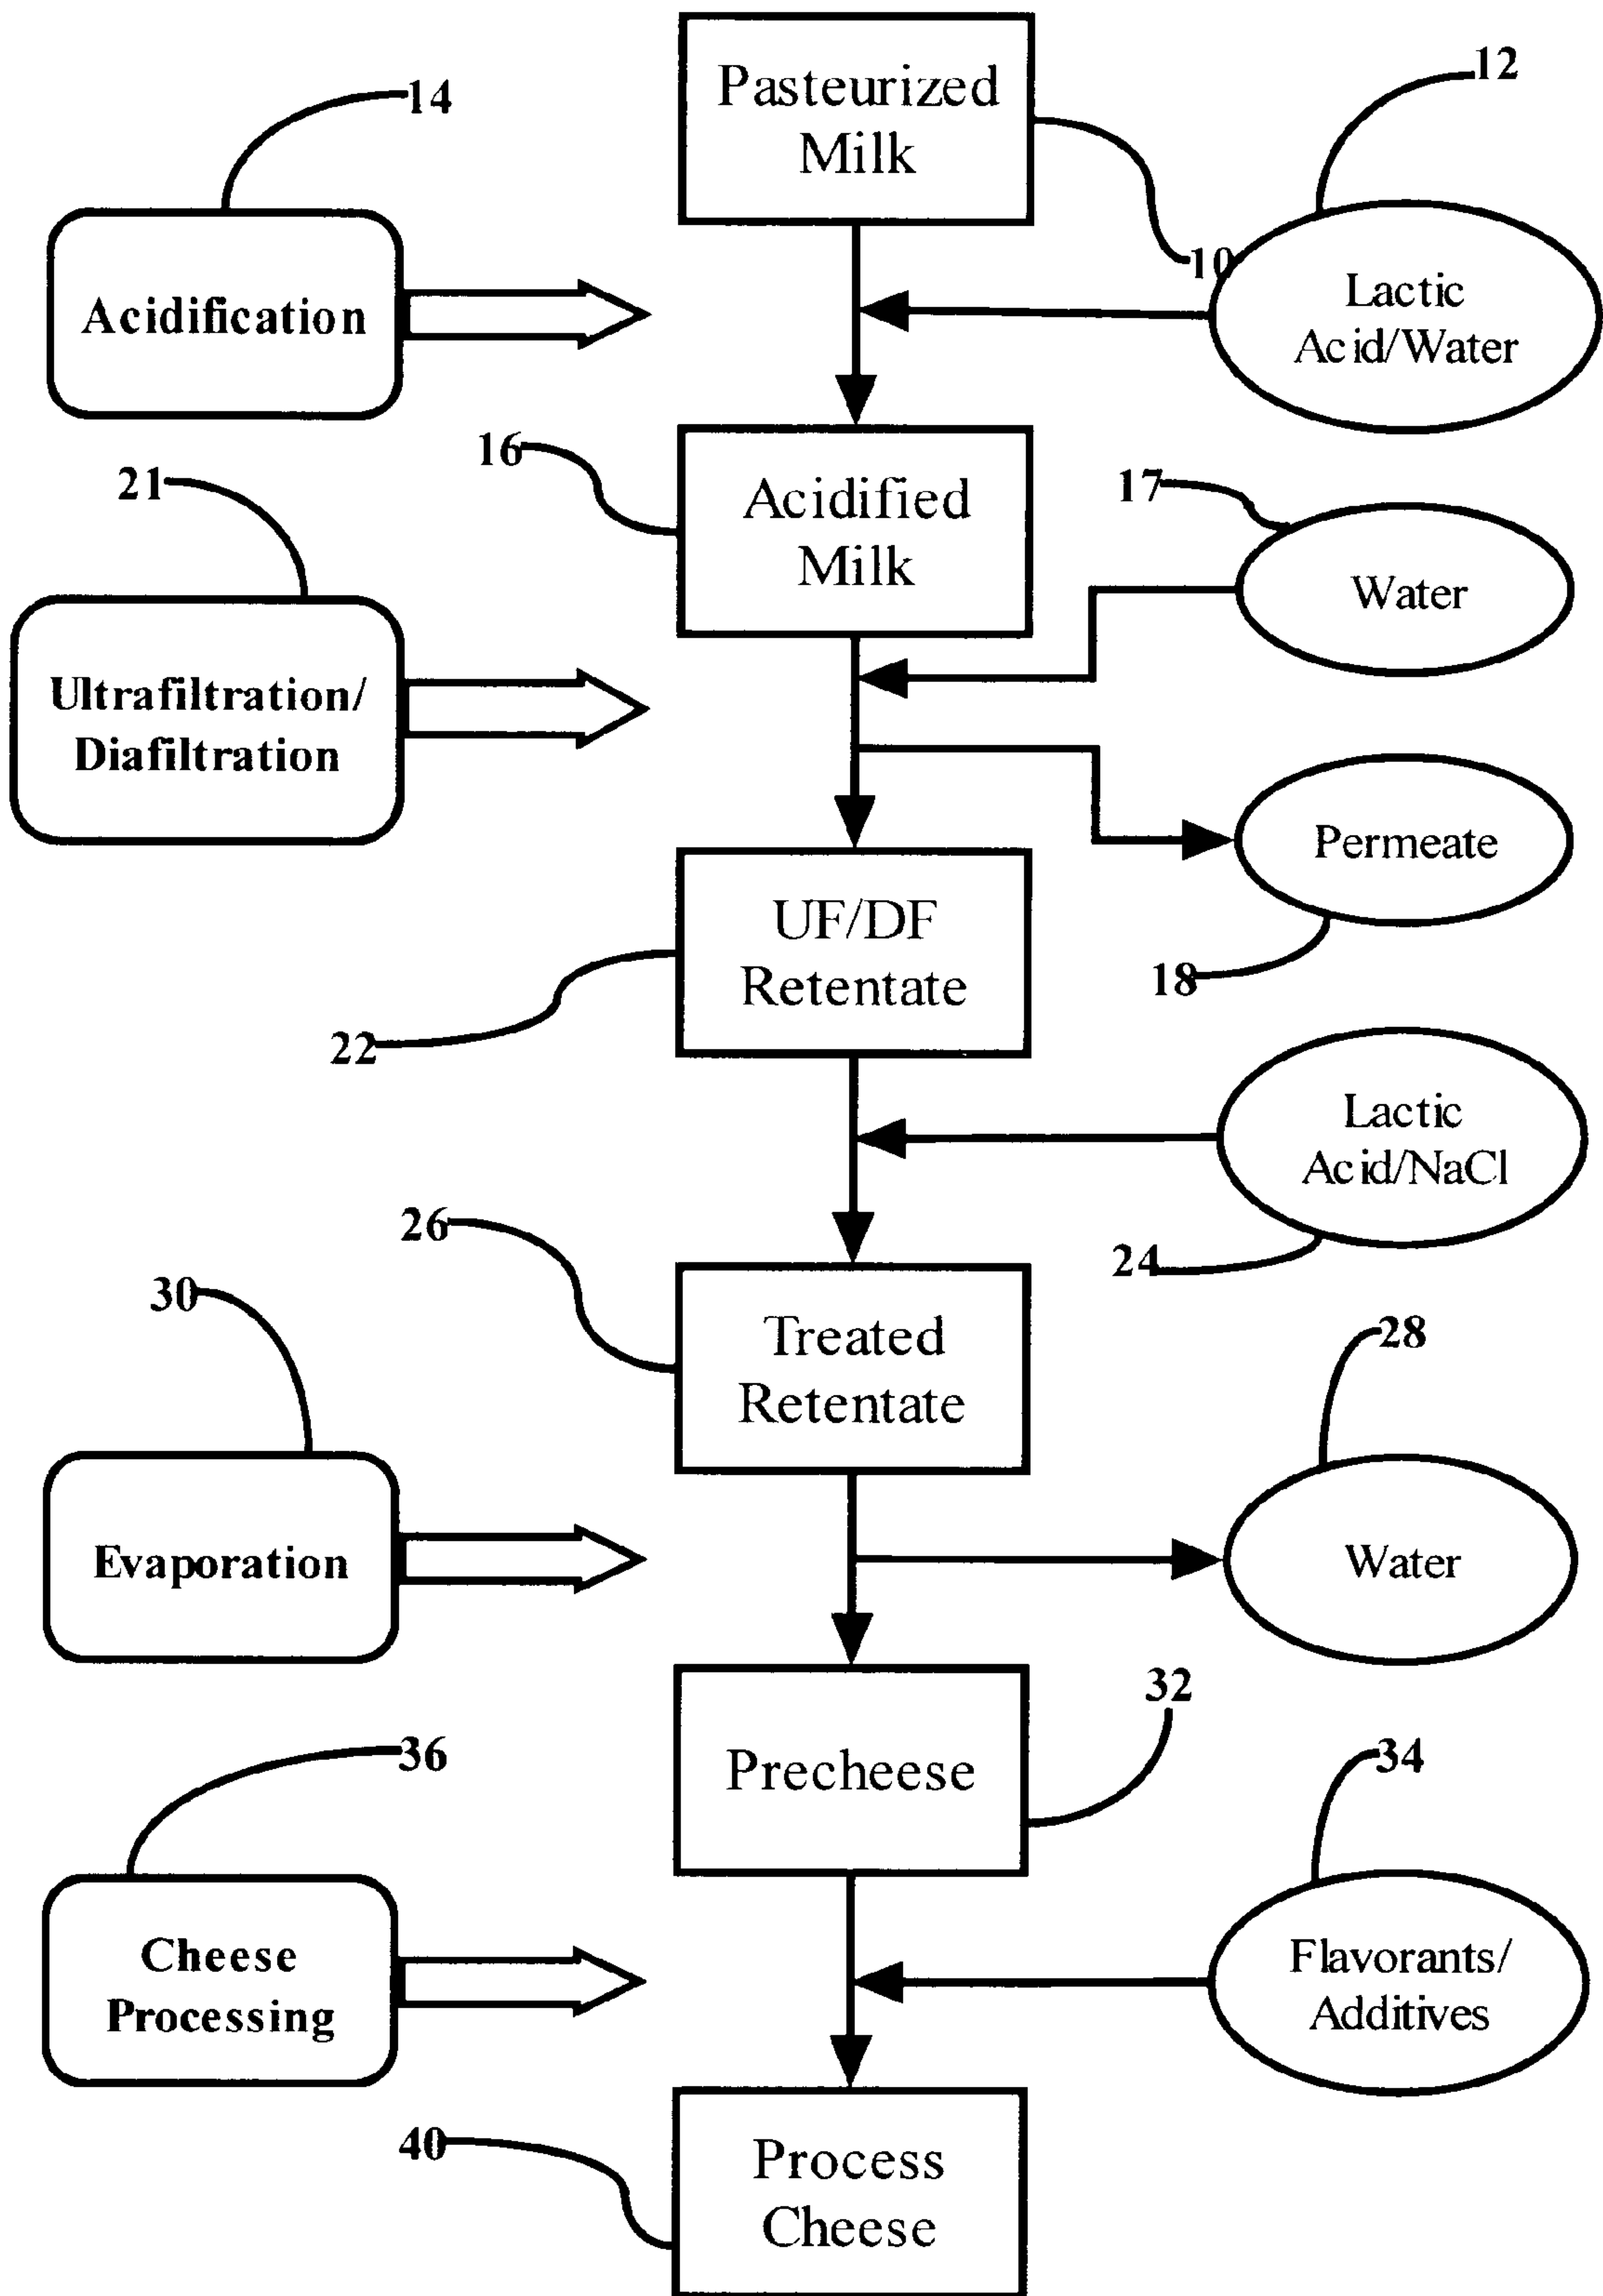 Pasteurized
Milk
12
14
10
Acidification
Lactic
Acid/Water
16
Acidified
Milk
17
21
Water
Ultrafiltration/
Diafiltration
Permeate
UF/DF
Retentate
18
22
Lactic
Acid/NaCl
26
24
30
Treated
Retentate
28
Evaporation
Water
32
Precheese
36
34
Cheese
Processing
Flavorants/
Additives
40
Process
Cheese